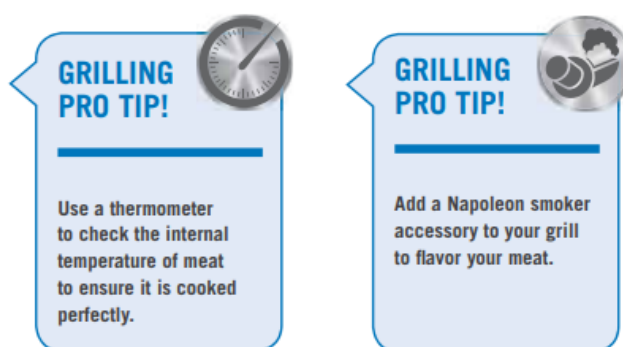 GRILLING
PRO TIP!
Use a thermometer
to check the internal
temperature of meat
to ensure it is cooked
perfectly.
GRILLING
PRO TIP!
Add a Napoleon smoker
accessory to your grill
to flavor your meat.